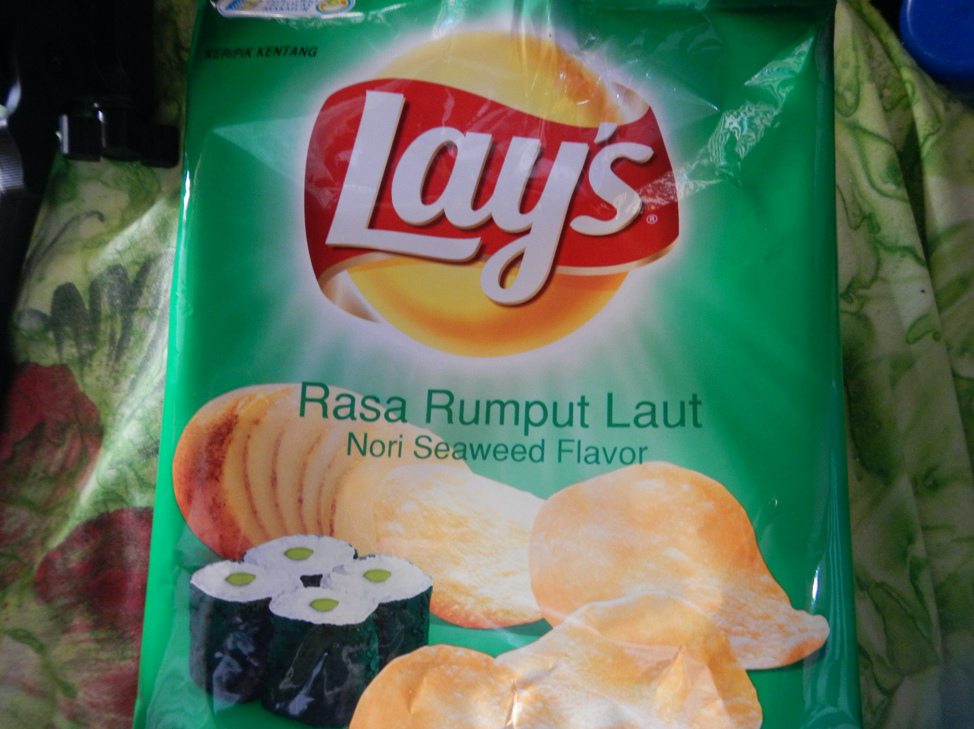 KERIPIK KENTANG
Lay's®
Rasa Rumput Laut
Nori Seaweed Flavor